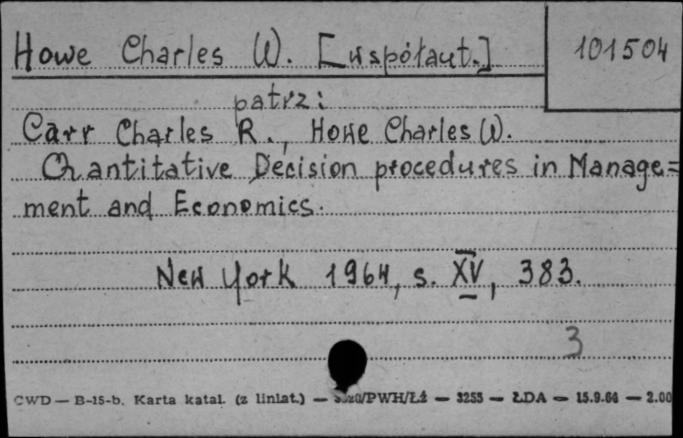 Howe Charles W. [współaut.] 101504
patrz:
Carr Charles R., Howe Charles W.
Quantitative Decision procedures in Manage=
ment and Economics.
New York 1964, s. XV, 383.
3
CWD — B-15-b. Karta katal. (z liniat.) — /PWH/Łź — 3255 — ŁDA — 15.9.66 — 2.00